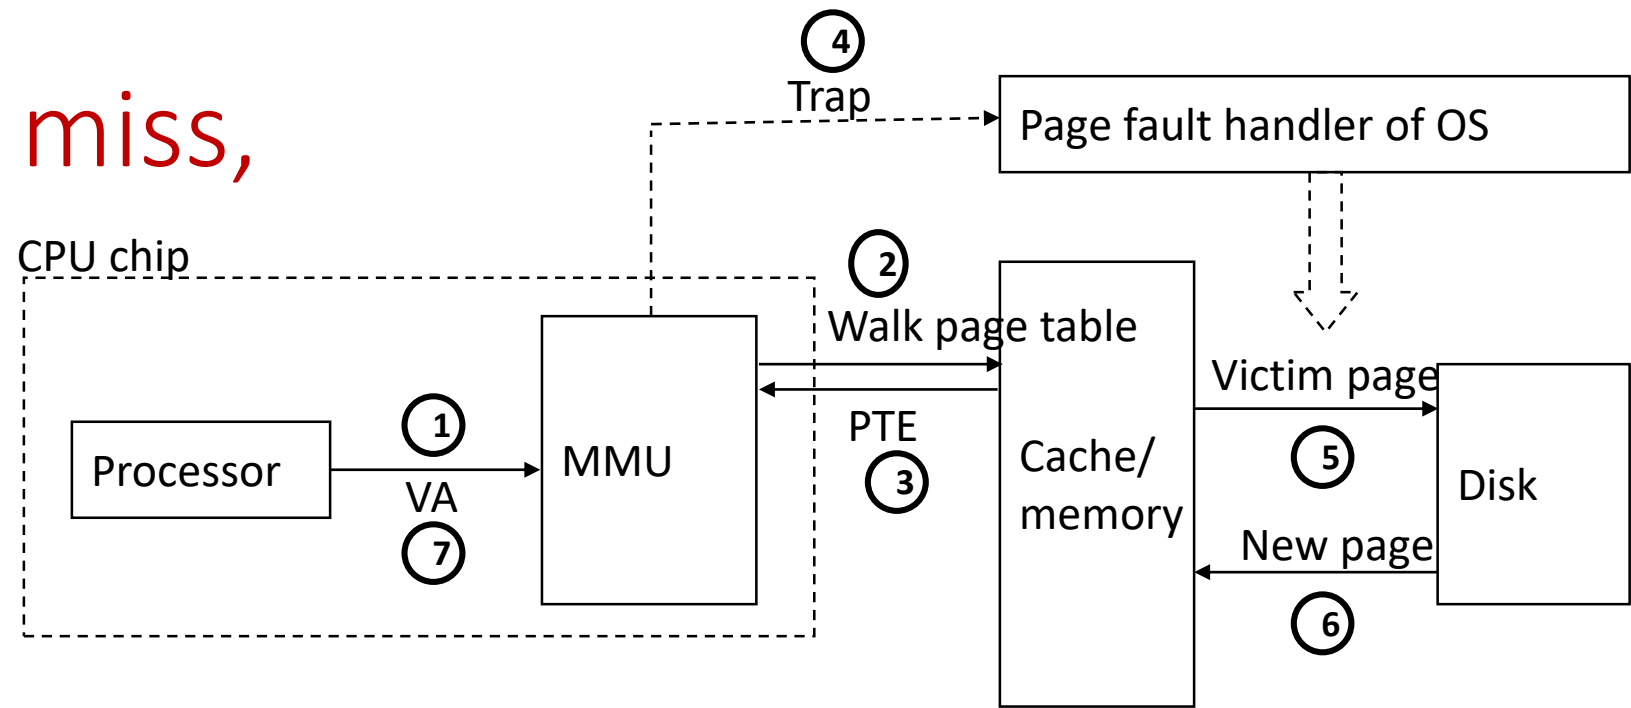 4
Trap
Page fault handler of OS
miss,
CPU chip
2
Walk page table
Victim page
1
PTE
MMU
Processor
Cache/
memory
5
3
Disk
VA
7
New page
6